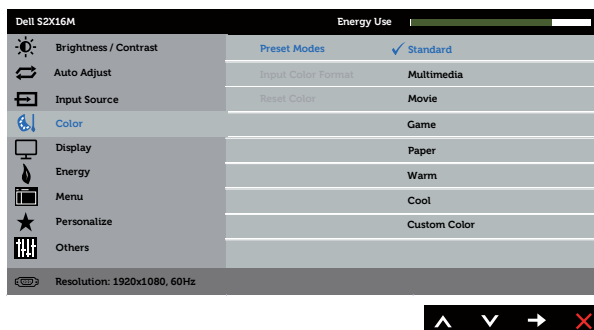 Dell S2X16M Energy Use
Brightness / Contrast Preset Modes Standard
Auto Adjust Input Color Format Multimedia
Input Source Reset Color Movie
Color Game
Display Paper
Energy Warm
Menu Cool
Personalize Custom Color
Others
Resolution: 1920x1080, 60Hz